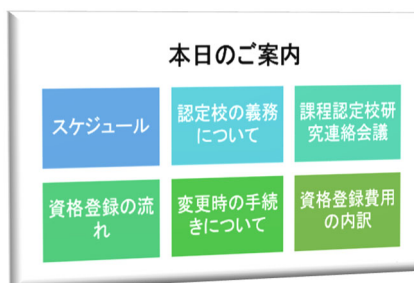 本日のご案内
スケジュール
認定校の義務
について
課程認定校研
究連絡会議
資格登録の流
れ
変更時の手続
きについて
資格登録費用
の内訳